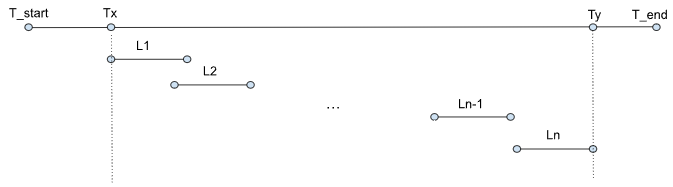 T_start Tx Ty T_end
L1
L2
...
Ln-1
Ln